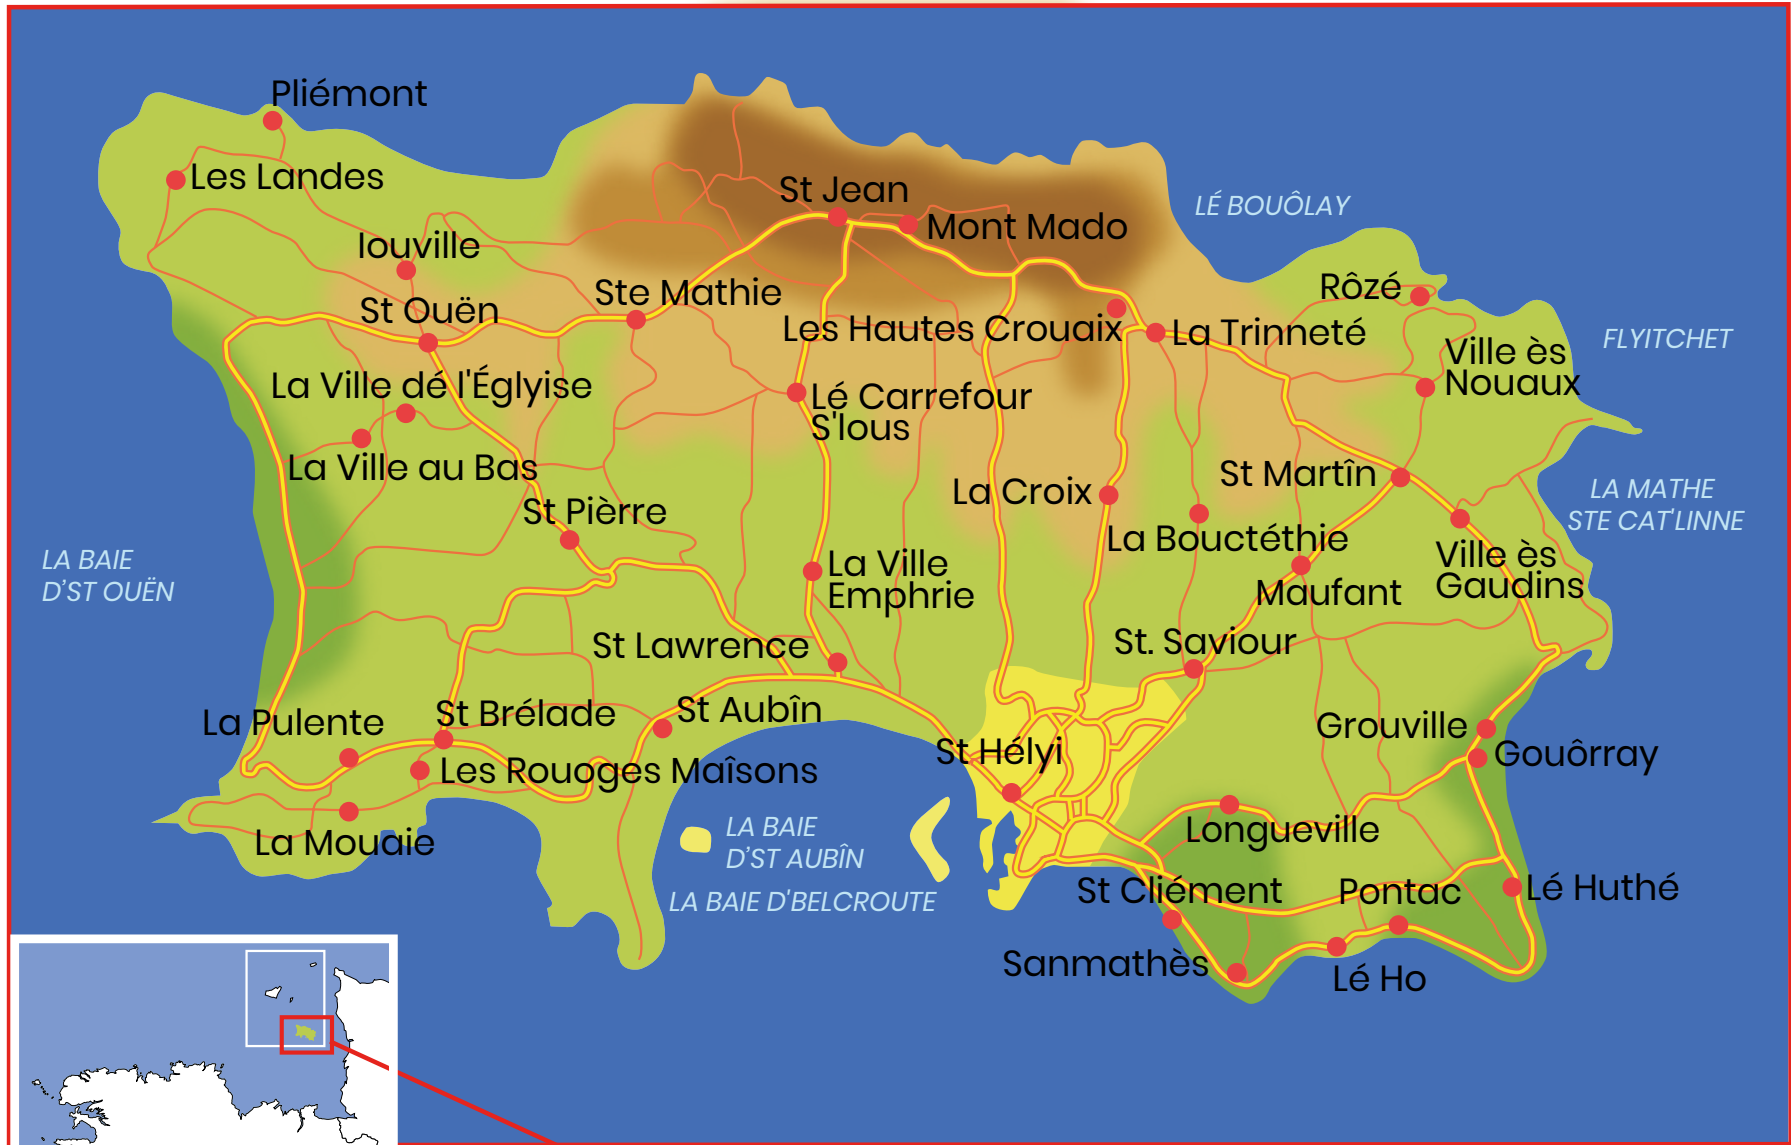 Pliémont
Les Landes
St Jean
LÉ BOUÔLAY
Mont Mado
Iouville
Rôzé
Ste Mathie
St Ouën
Les Hautes Crouaix
La Trinneté
FLYITCHET
Ville ès
Nouaux
La Ville dé l'Églyise
Lé Carrefour
S'lous
La Ville au Bas
St Martîn
La Croix
LA MATHE
STE CAT'LINNE
St Pièrre
La Bouctéthie
Ville ès
Gaudins
LA BAIE
D'ST OUËN
La Ville
Emphrie
Maufant
St Lawrence
St. Saviour
La Pulente
St Brélade
St Aubîn
Grouville
St Hélyi
Gouôrray
Les Rouoges Maîsons
La Mouaie
LA BAIE
D'ST AUBÎN
Longueville
St Cliément
Pontac
Lé Huthé
LA BAIE D'BELCROUTE
Sanmathès
Lé Ho